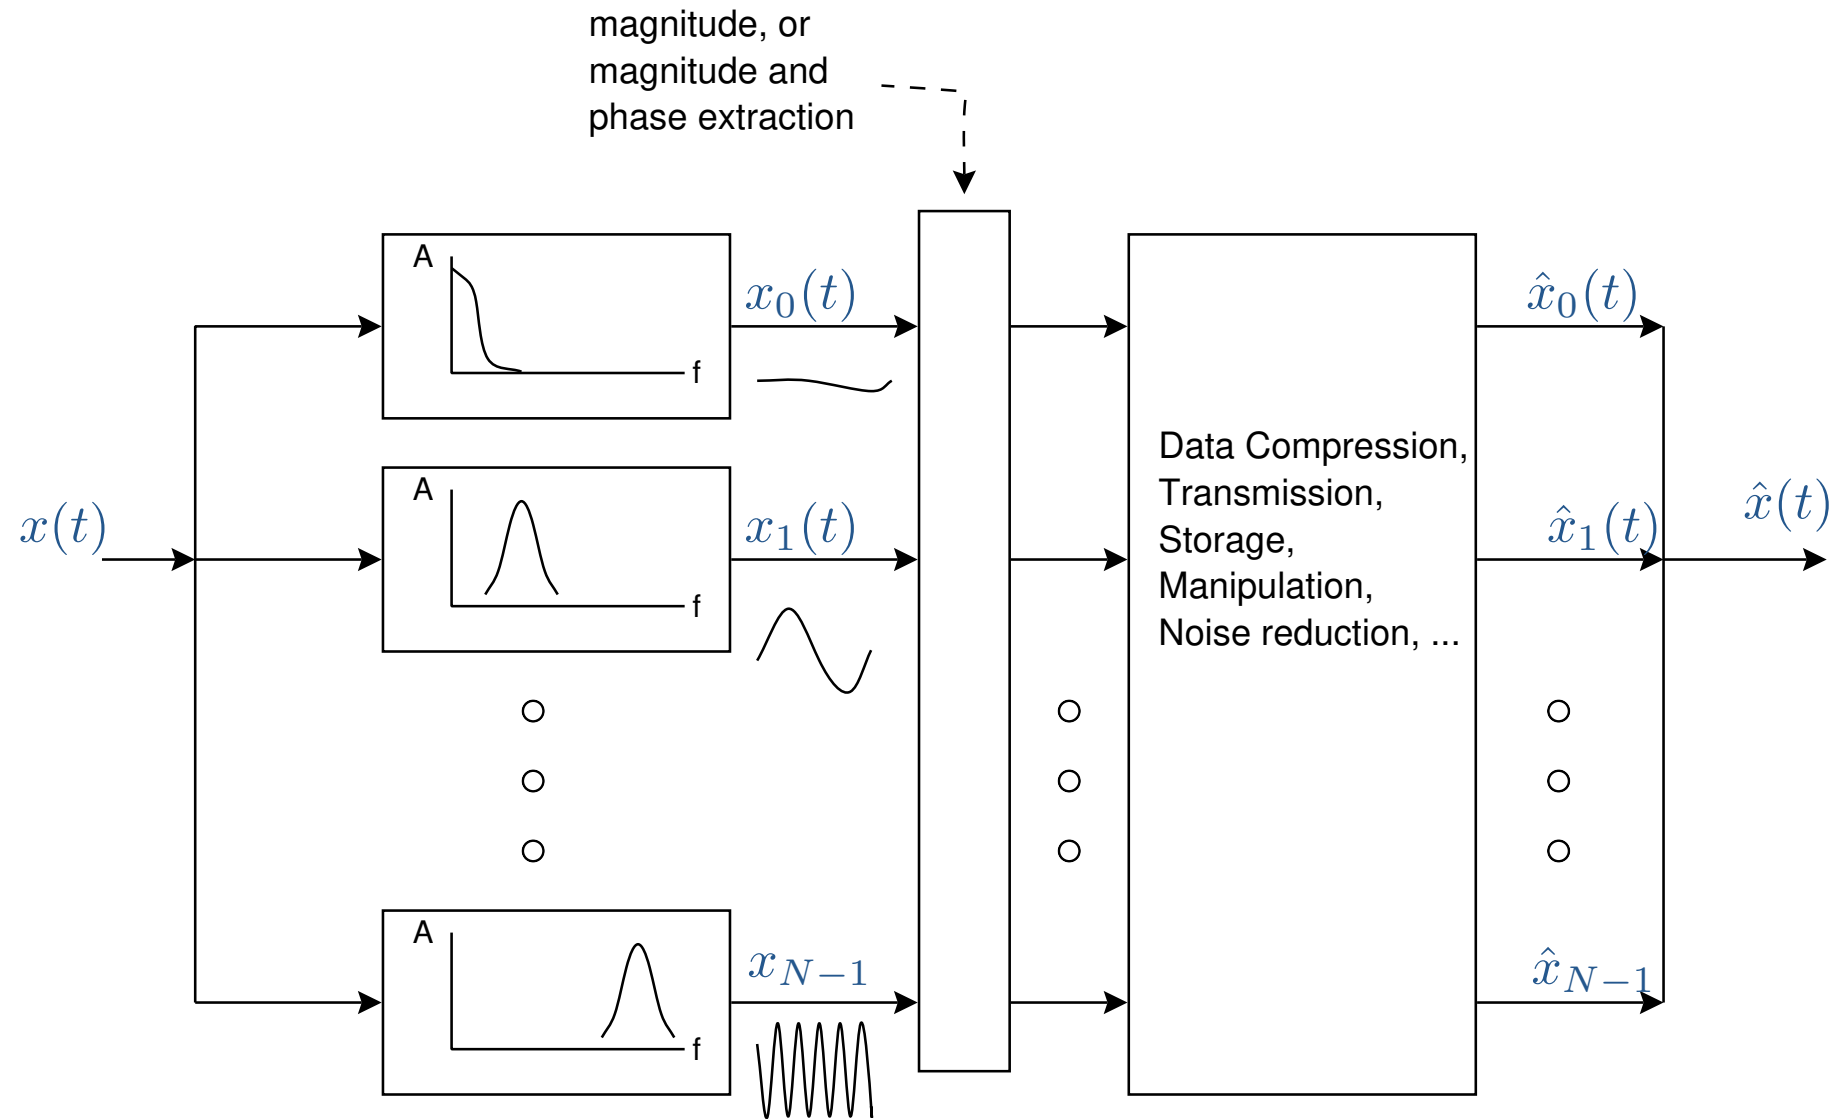 magnitude, or
magnitude and
phase extraction
A
f
x_0(t)
x̂_0(t)
x(t)
A
f
x_1(t)
Data Compression,
Transmission,
Storage,
Manipulation,
Noise reduction, ...
x̂_1(t)
x̂(t)
A
f
x_{N-1}
x̂_{N-1}